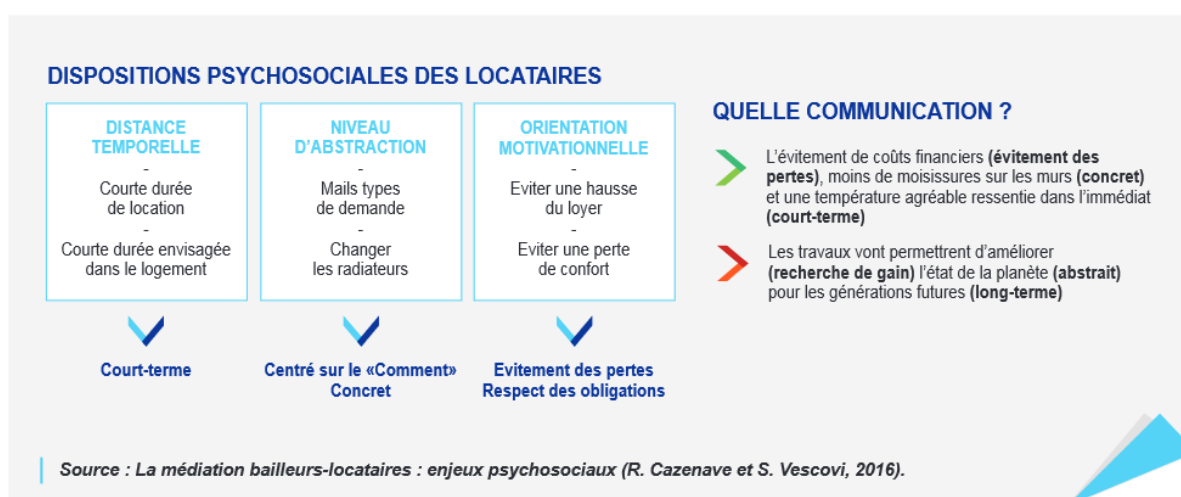 DISPOSITIONS PSYCHOSOCIALES DES LOCATAIRES
DISTANCE
TEMPORELLE
-
Courte durée
de location
-
Courte durée envisagée
dans le logement
Court-terme
NIVEAU
D'ABSTRACTION
-
Mails types
de demande
-
Changer
les radiateurs
Centré sur le «Comment»
Concret
ORIENTATION
MOTIVATIONNELLE
-
Eviter une hausse
du loyer
-
Eviter une perte
de confort
Evitement des pertes
Respect des obligations
QUELLE COMMUNICATION ?
L'évitement de coûts financiers (évitement des
pertes), moins de moisissures sur les murs (concret)
et une température agréable ressentie dans l'immédiat
(court-terme)
Les travaux vont permettrent d'améliorer
(recherche de gain) l'état de la planète (abstrait)
pour les générations futures (long-terme)
Source : La médiation bailleurs-locataires : enjeux psychosociaux (R. Cazenave et S. Vescovi, 2016).